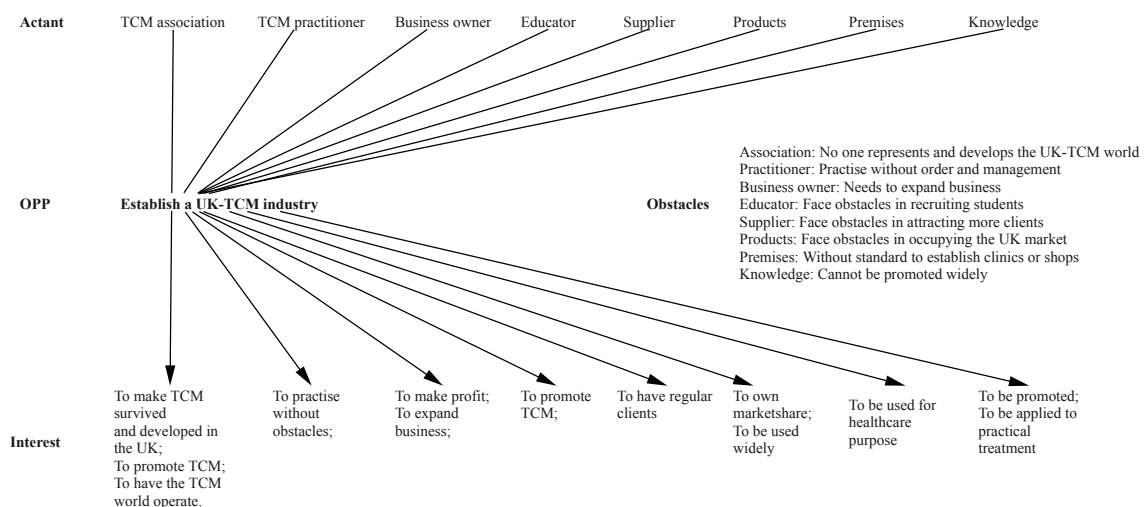 Actant TCM association TCM practitioner Business owner Educator Supplier Products Premises Knowledge
Association: No one represents and develops the UK-TCM world
Practitioner: Practise without order and management
Business owner: Needs to expand business
OPP Establish a UK-TCM industry Obstacles Educator: Face obstacles in recruiting students
Supplier: Face obstacles in attracting more clients
Products: Face obstacles in occupying the UK market
Premises: Without standard to establish clinics or shops
Knowledge: Cannot be promoted widely
Interest
To make TCM
survived
and developed in
the UK;
To promote TCM;
To have the TCM
world operate.
To practise
without
obstacles;
To make profit;
To expand
business;
To promote
TCM;
To have regular
clients
To own
marketshare;
To be used
widely
To be used for
healthcare
purpose
To be promoted;
To be applied to
practical
treatment